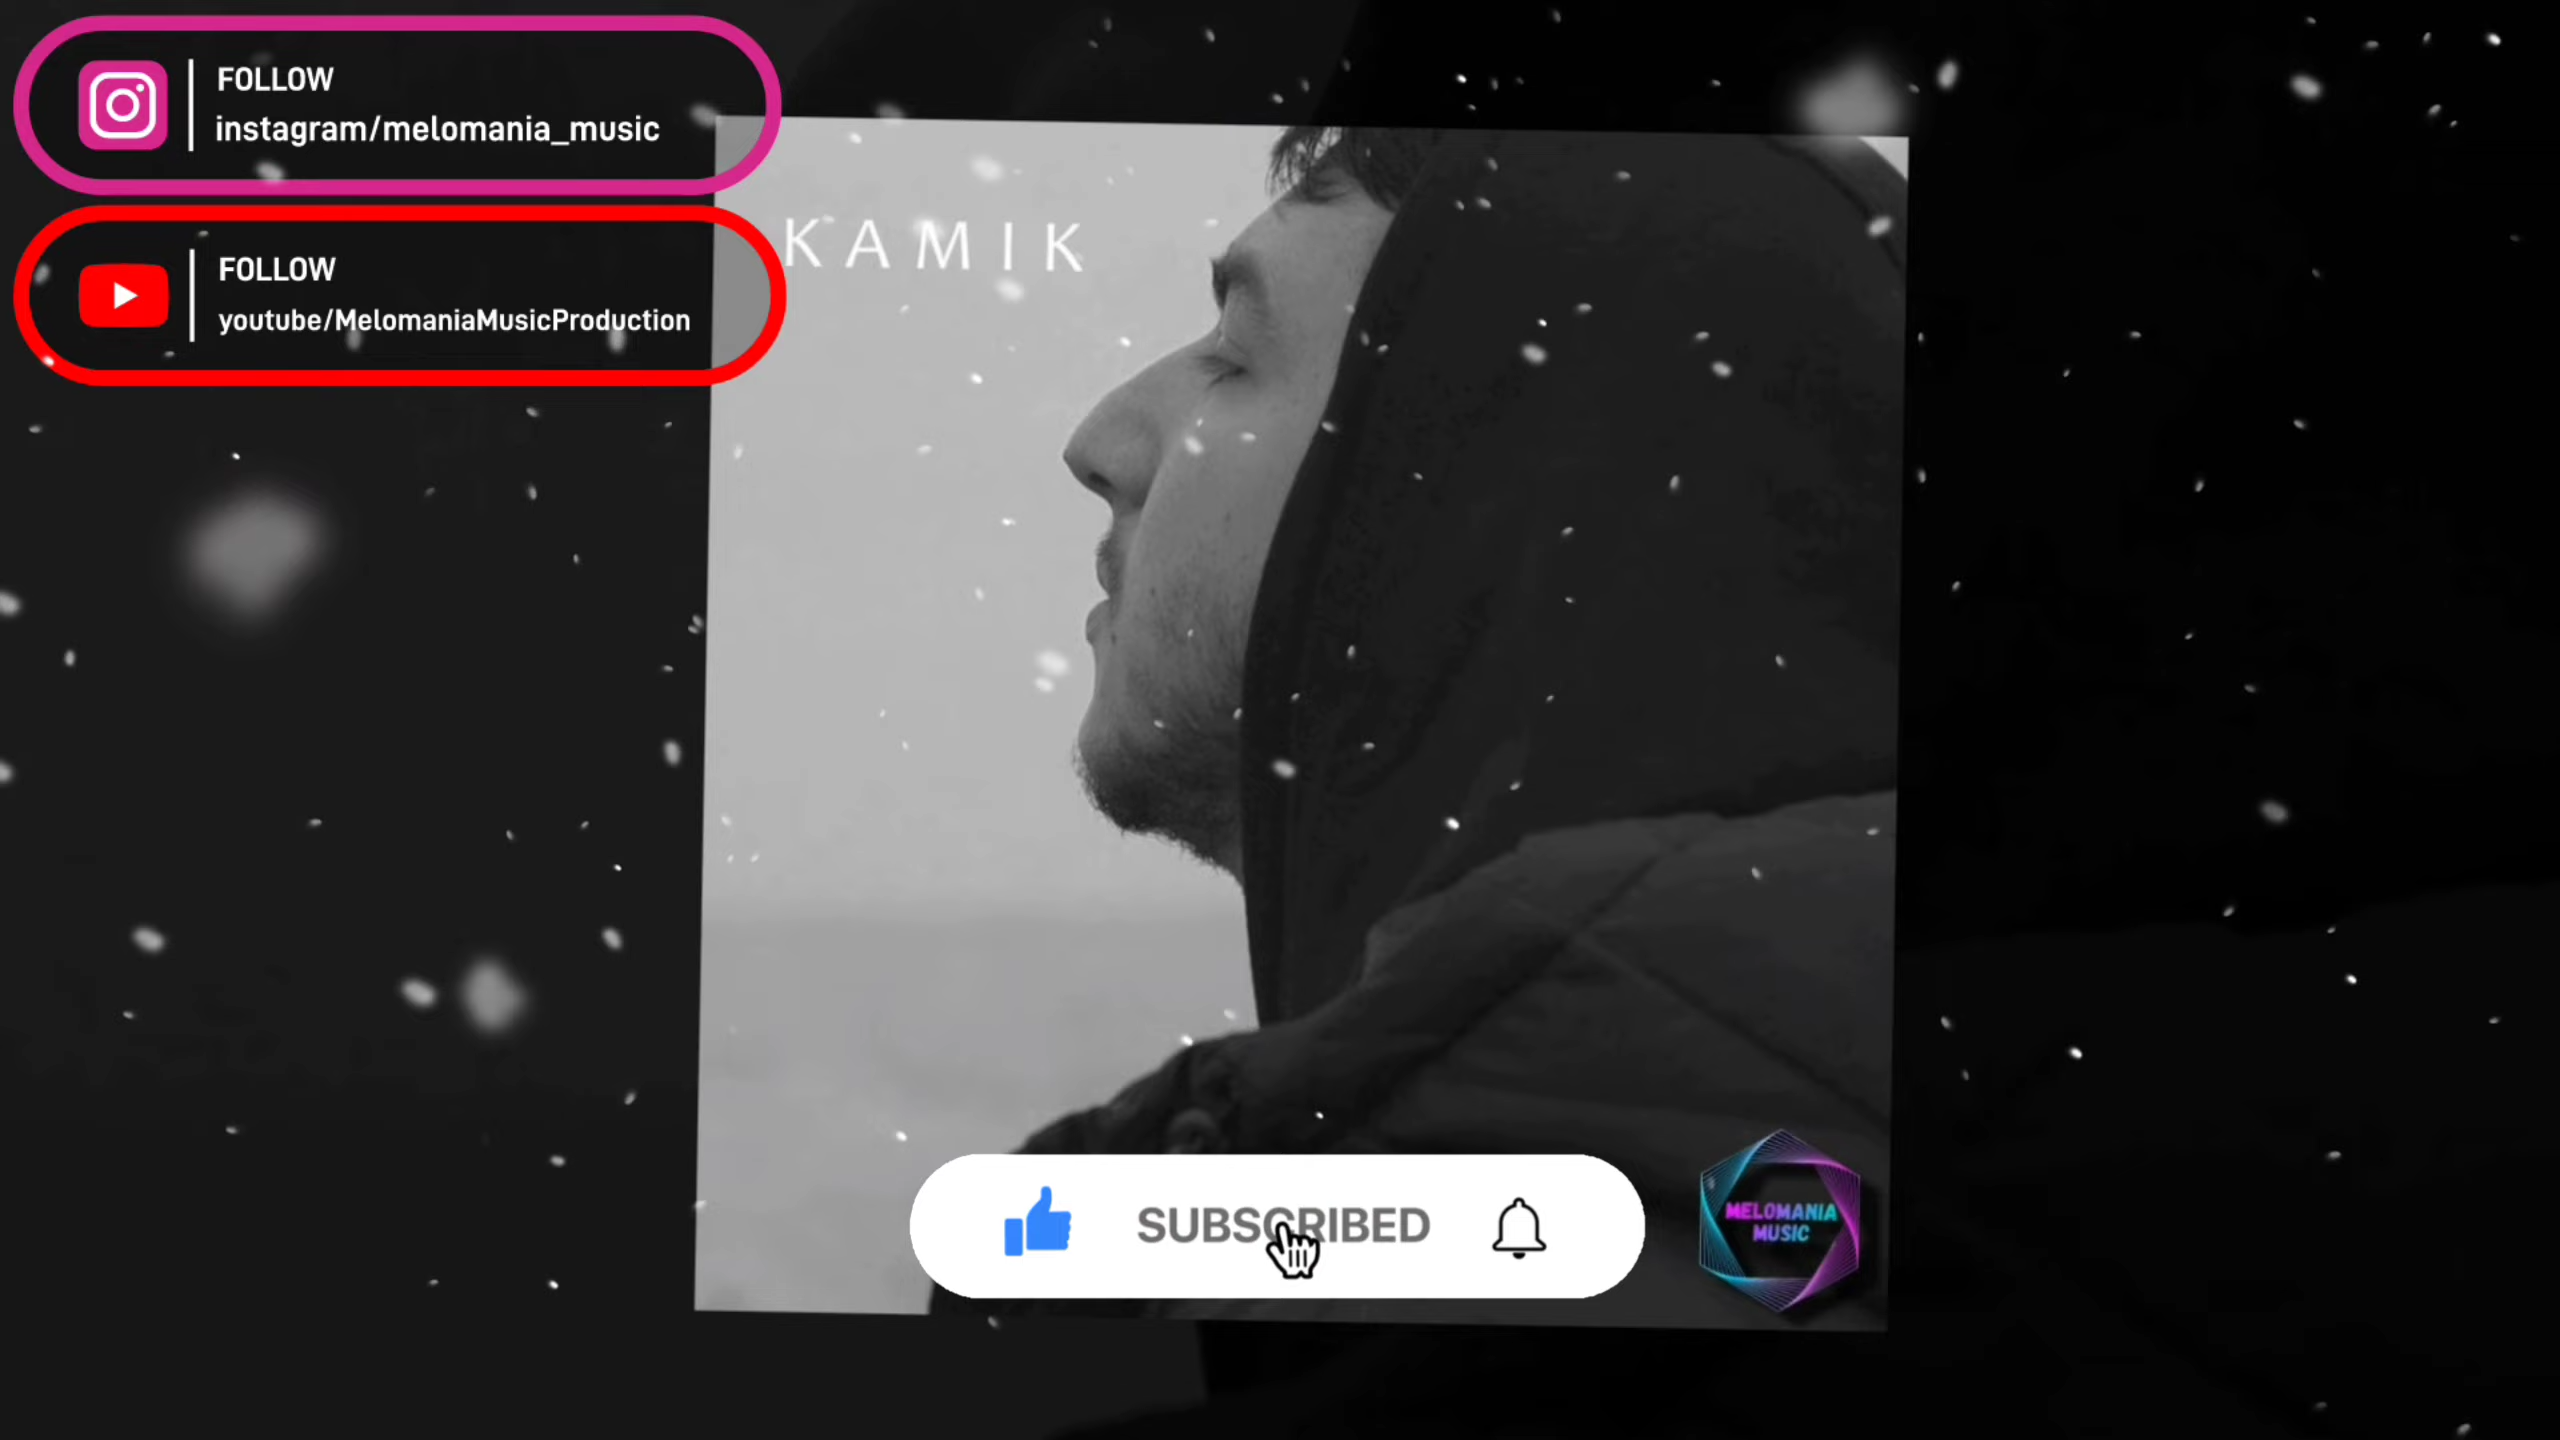 FOLLOW
instagram/melomania_music
FOLLOW
youtube/MelomaniaMusicProduction
KAMIK
SUBSCRIBED
MELOMANIA
MUSIC